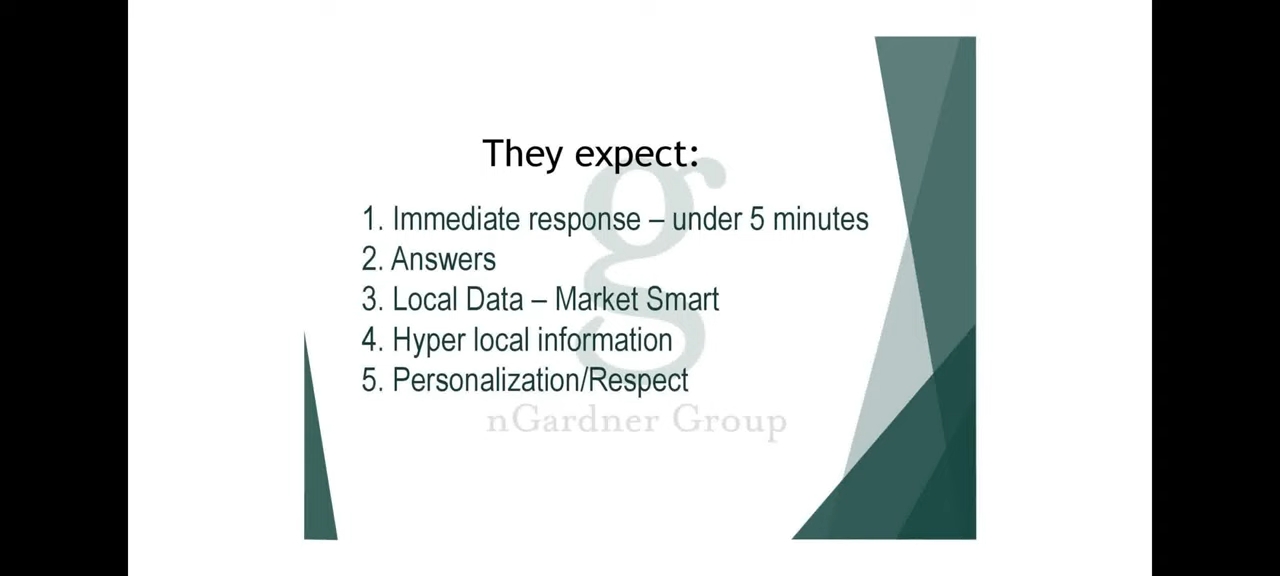 They expect:
1. Immediate response – under 5 minutes
2. Answers
3. Local Data – Market Smart
4. Hyper local information
5. Personalization/Respect
g
nGardner Group